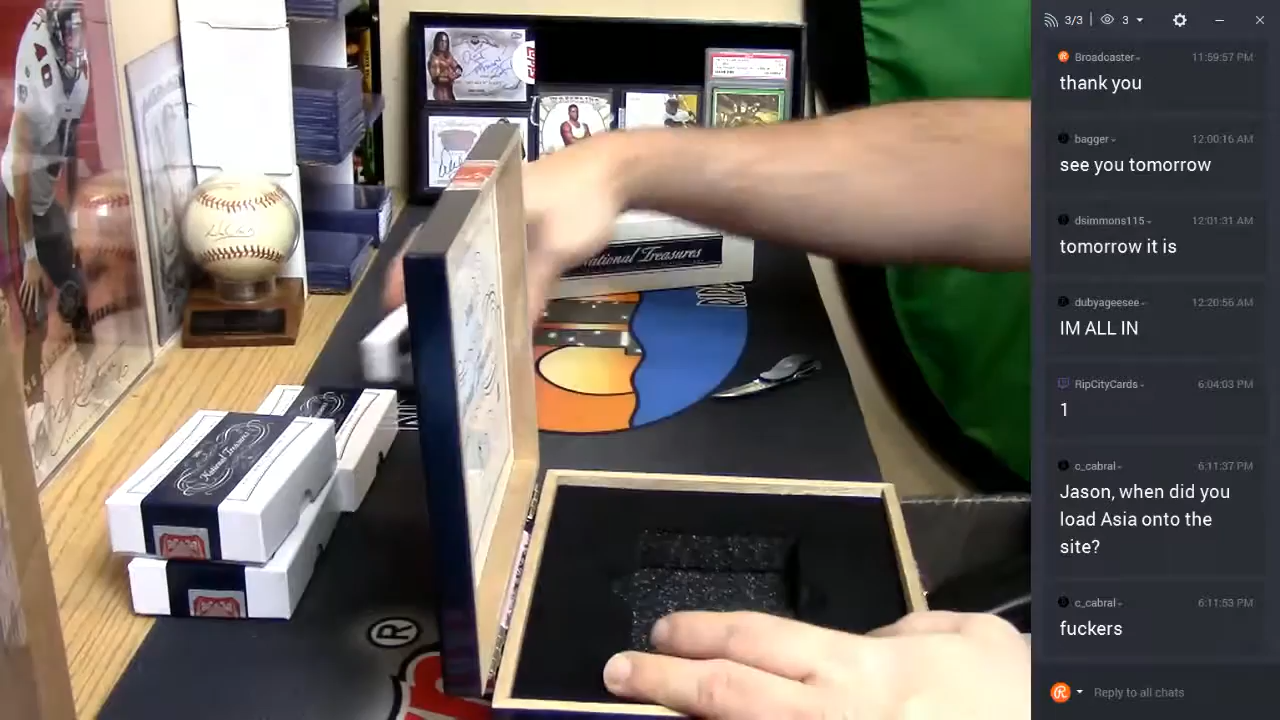 3/3
3
Broadcaster
11:59:57 PM
thank you
bagger
12:00:16 AM
see you tomorrow
dsimmons115
12:01:31 AM
tomorrow it is
dubyageesee
12:20:56 AM
IM ALL IN
RipCityCards
6:04:03 PM
1
c_cabral
6:11:37 PM
Jason, when did you
load Asia onto the
site?
c_cabral
6:11:53 PM
fuckers
Reply to all chats
National Treasures
National Treasures
®